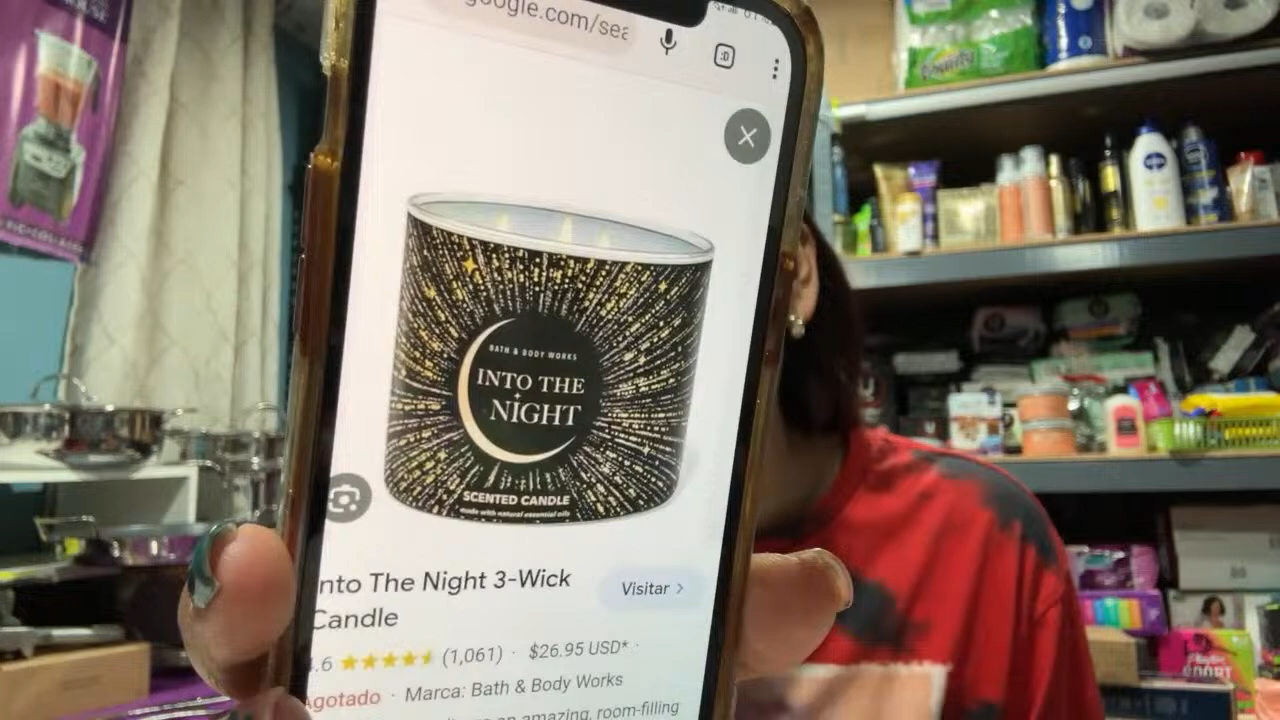 google.com/sea
:D
BATH & BODY WORKS
INTO THE
NIGHT
SCENTED CANDLE
made with natural essential oils
nto The Night 3-Wick
Candle
Visitar >
4.6 (1,061) · $26.95 USD* ·
Agotado · Marca: Bath & Body Works
an amazing, room-filling
Bounty